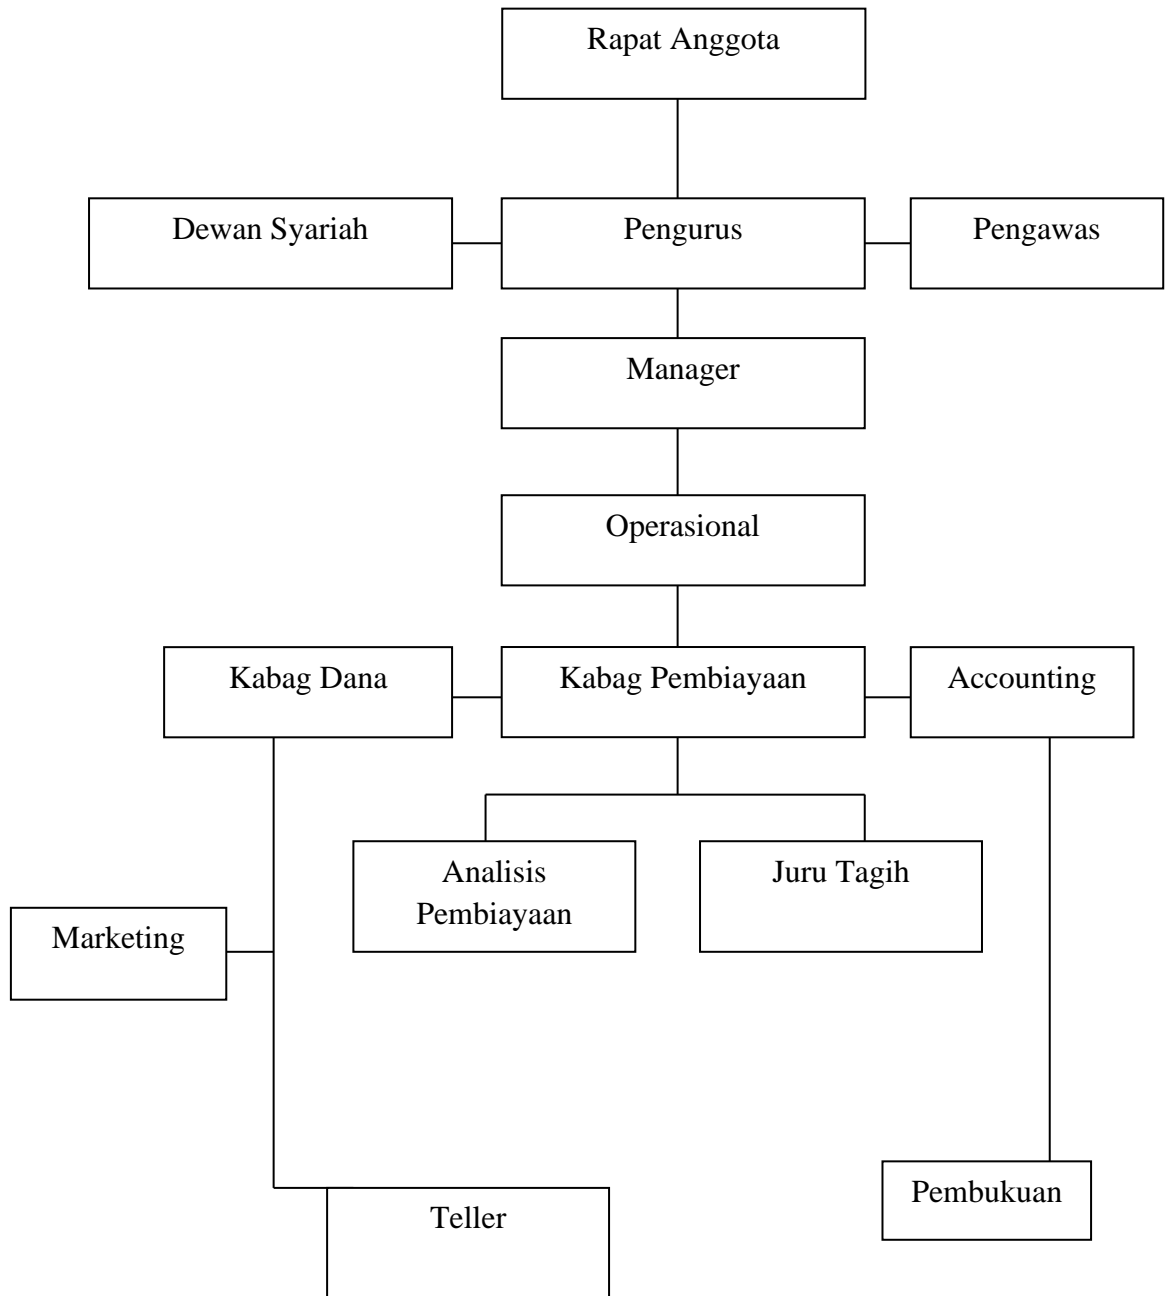 Rapat Anggota
Dewan Syariah
Pengurus
Pengawas
Manager
Operasional
Kabag Dana
Kabag Pembiayaan
Accounting
Analisis
Pembiayaan
Juru Tagih
Marketing
Pembukuan
Teller